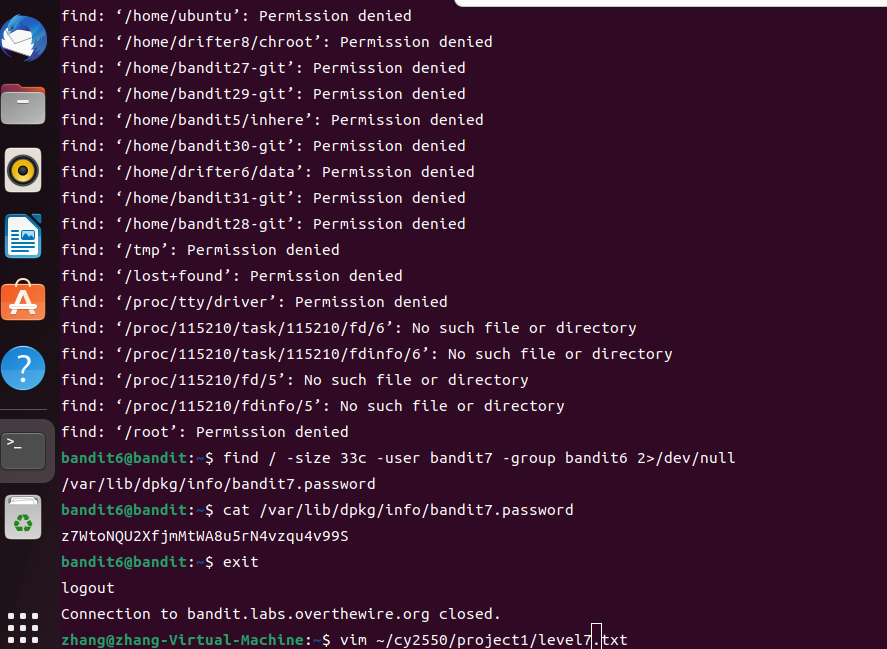 find: ‘/home/ubuntu’: Permission denied
find: ‘/home/drifter8/chroot’: Permission denied
find: ‘/home/bandit27-git’: Permission denied
find: ‘/home/bandit29-git’: Permission denied
find: ‘/home/bandit5/inhere’: Permission denied
find: ‘/home/bandit30-git’: Permission denied
find: ‘/home/drifter6/data’: Permission denied
find: ‘/home/bandit31-git’: Permission denied
find: ‘/home/bandit28-git’: Permission denied
find: ‘/tmp’: Permission denied
find: ‘/lost+found’: Permission denied
find: ‘/proc/tty/driver’: Permission denied
find: ‘/proc/115210/task/115210/fd/6’: No such file or directory
find: ‘/proc/115210/task/115210/fdinfo/6’: No such file or directory
find: ‘/proc/115210/fd/5’: No such file or directory
find: ‘/proc/115210/fdinfo/5’: No such file or directory
find: ‘/root’: Permission denied
bandit6@bandit:~$ find / -size 33c -user bandit7 -group bandit6 2>/dev/null
/var/lib/dpkg/info/bandit7.password
bandit6@bandit:~$ cat /var/lib/dpkg/info/bandit7.password
z7WtoNQU2XfjmMtWA8u5rN4vzqu4v99S
bandit6@bandit:~$ exit
logout
Connection to bandit.labs.overthewire.org closed.
zhang@zhang-Virtual-Machine:~$ vim ~/cy2550/project1/level7.txt